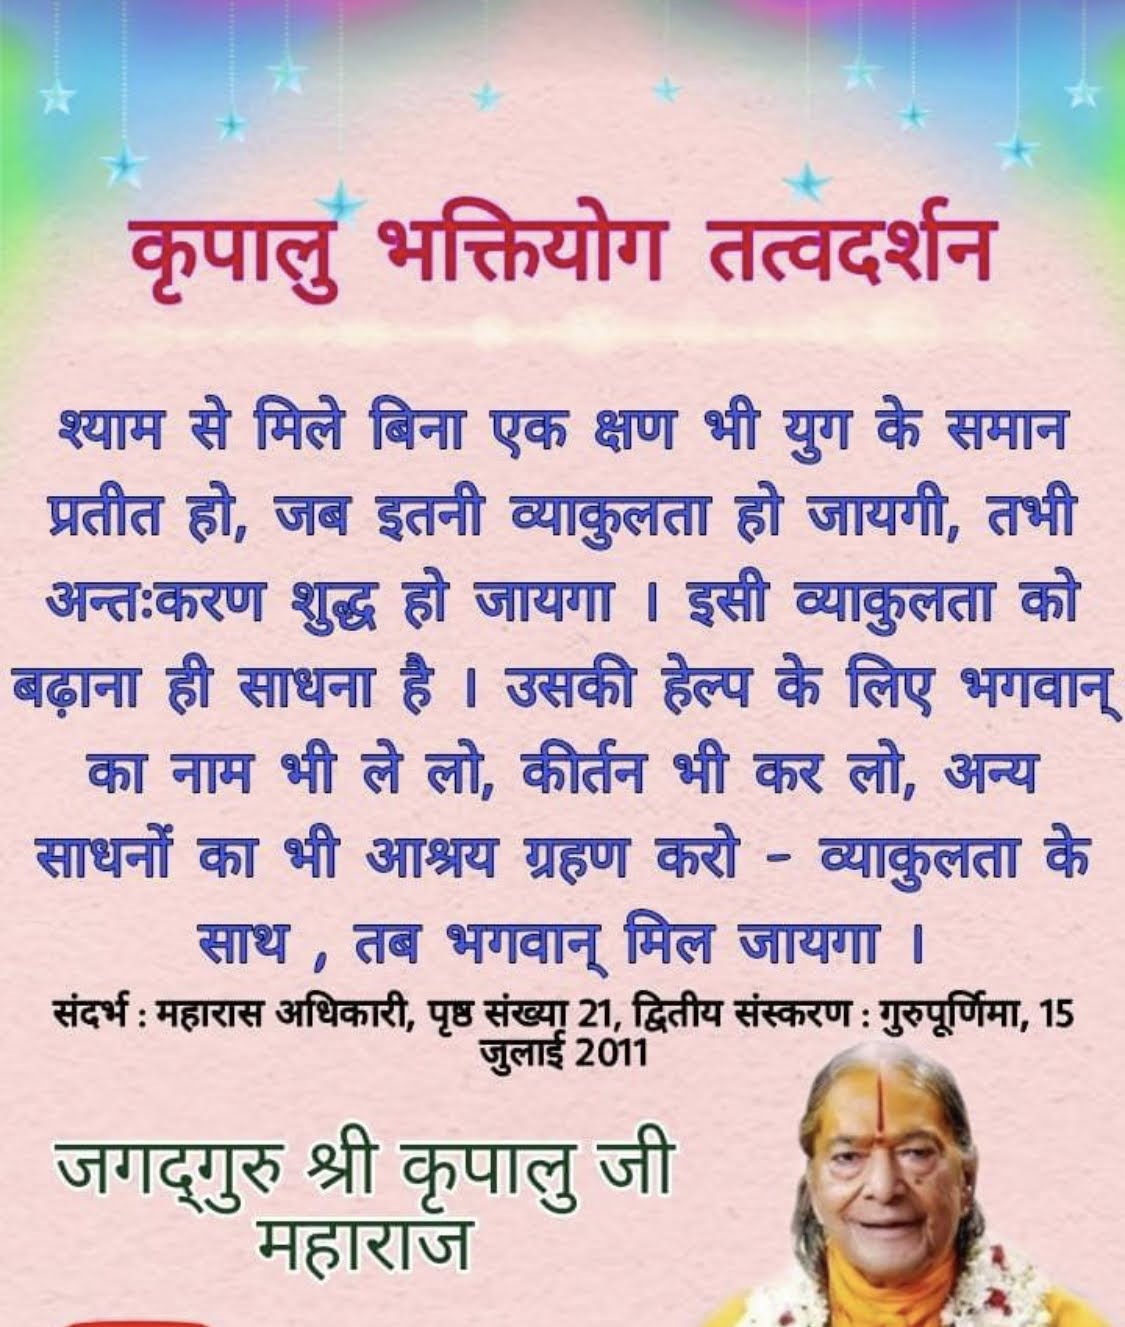 कृपालु भक्तियोग तत्वदर्शन
श्याम से मिले बिना एक क्षण भी युग के समान
प्रतीत हो, जब इतनी व्याकुलता हो जायगी, तभी
अन्तःकरण शुद्ध हो जायगा । इसी व्याकुलता को
बढ़ाना ही साधना है । उसकी हेल्प के लिए भगवान्
का नाम भी ले लो, कीर्तन भी कर लो, अन्य
साधनों का भी आश्रय ग्रहण करो - व्याकुलता के
साथ , तब भगवान् मिल जायगा ।
संदर्भ : महारास अधिकारी, पृष्ठ संख्या 21, द्वितीय संस्करण : गुरुपूर्णिमा, 15
जुलाई 2011
जगद्‌गुरु श्री कृपालु जी
महाराज